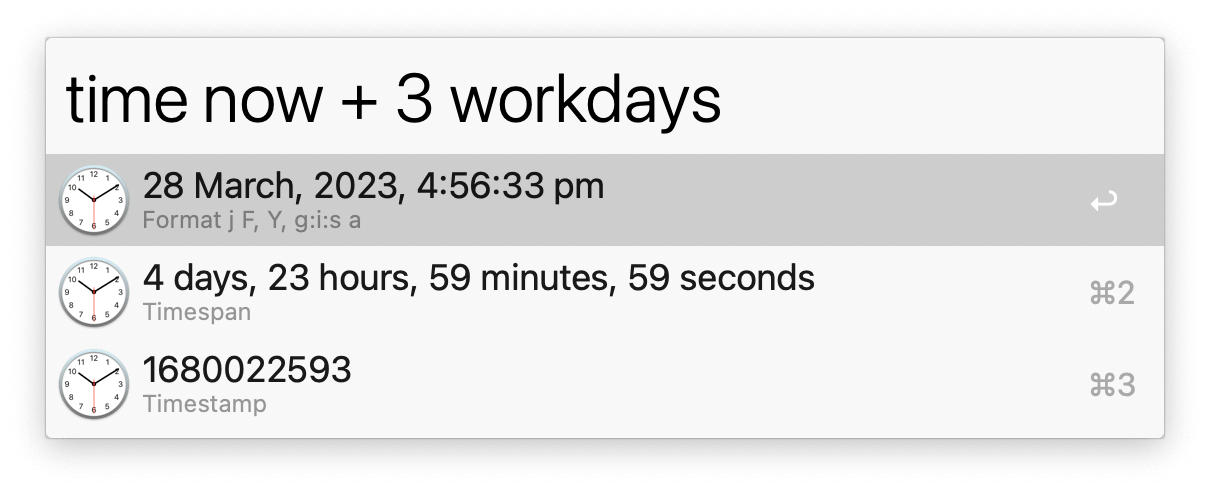 time now + 3 workdays
28 March, 2023, 4:56:33 pm
Format j F, Y, g:i:s a
4 days, 23 hours, 59 minutes, 59 seconds
Timespan
⌘2
1680022593
Timestamp
⌘3